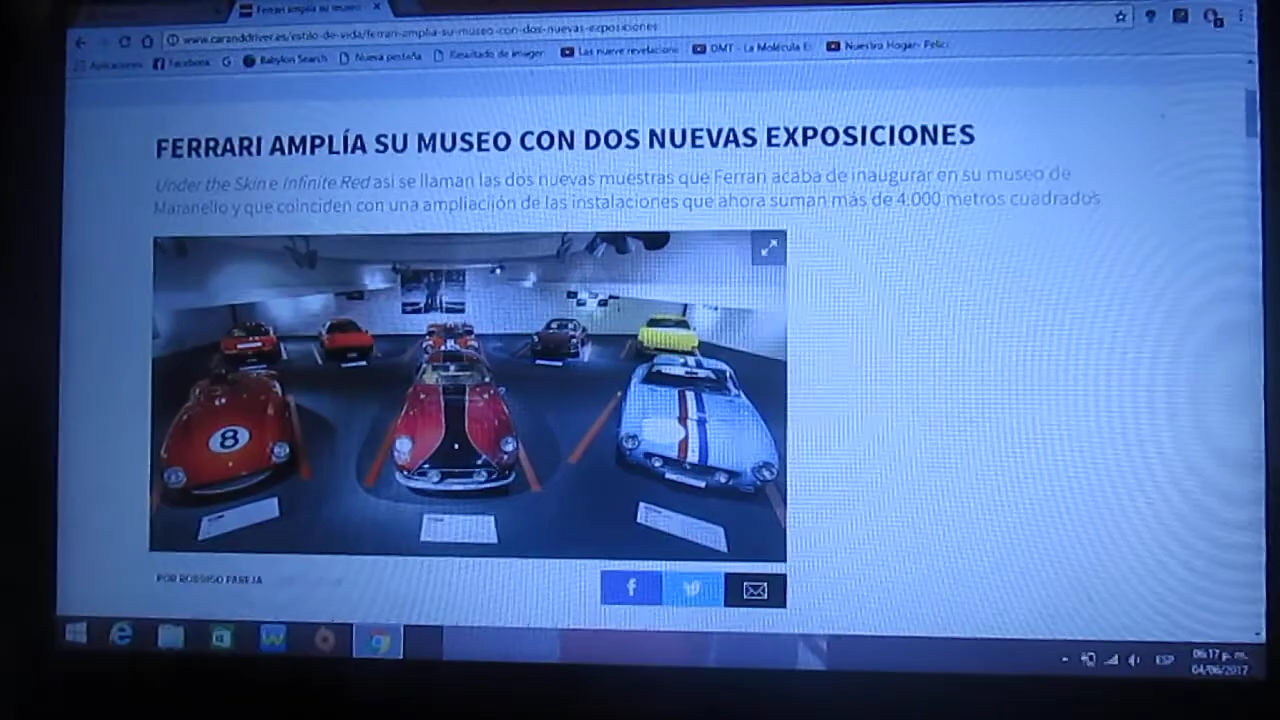 Ferrari amplía su museo
www.caranddriver.es/estilo-de-vida/ferrari-amplia-su-museo-con-dos-nuevas-exposiciones
Aplicaciones Facebook G Babylon Search Nueva pestaña Resultado de imagen Las nueve revelacione DMT - La Molécula Nuestro Hogar- Felici
FERRARI AMPLÍA SU MUSEO CON DOS NUEVAS EXPOSICIONES
Under the Skin e Infinite Red así se llaman las dos nuevas muestras que Ferrari acaba de inaugurar en su museo de
Maranello y que coinciden con una ampliación de las instalaciones que ahora suman más de 4.000 metros cuadrados
8
POR RODRIGO PAREJA
f
ESP
06:17 p. m.
04/06/2017